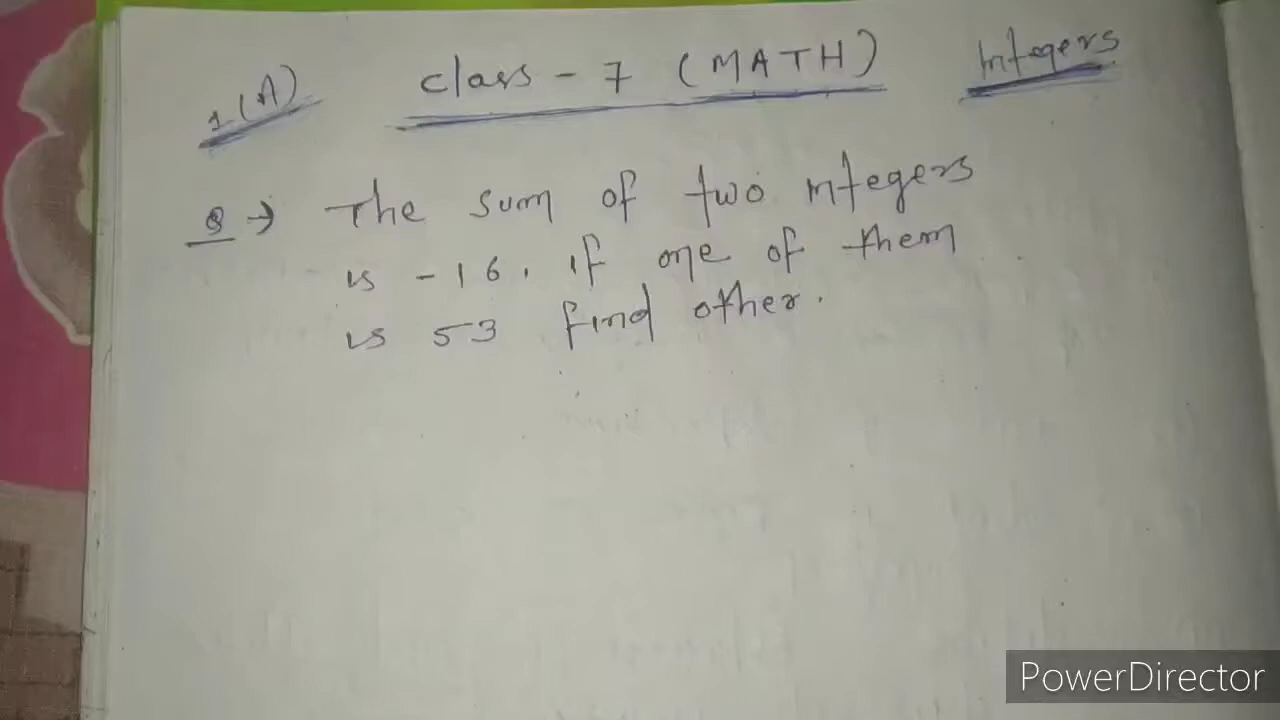 1(A) Class - 7 (MATH) Integers
Q → The sum of two integers
is -16. if one of them
is 53 find other.
PowerDirector